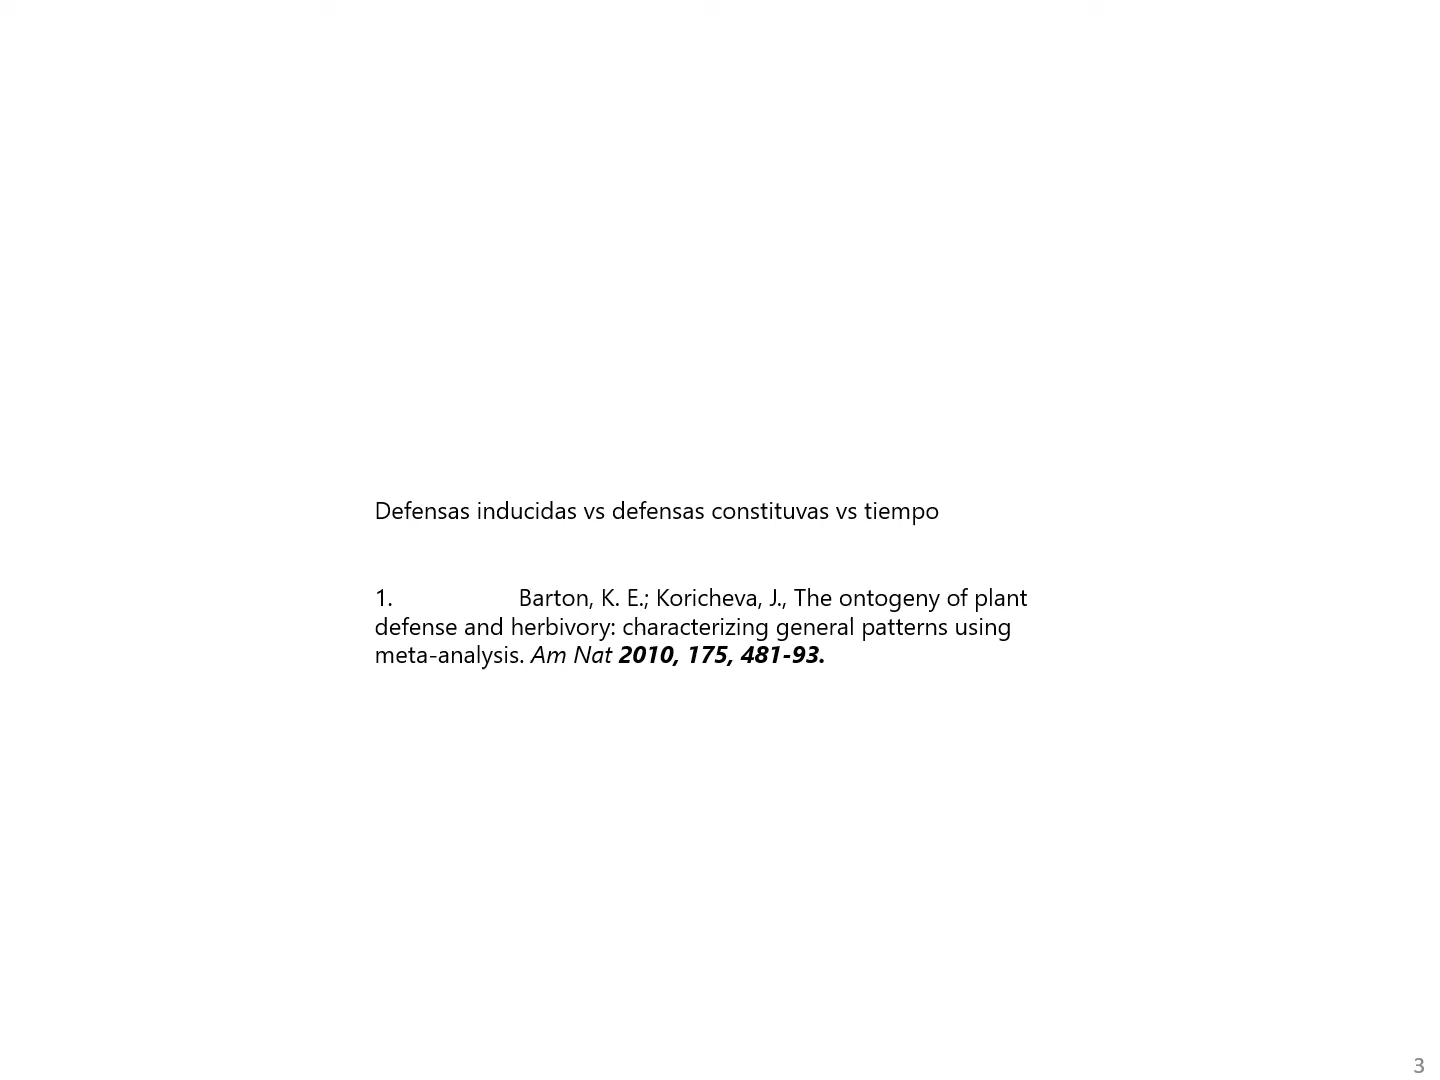 Defensas inducidas vs defensas constituvas vs tiempo
1. Barton, K. E.; Koricheva, J., The ontogeny of plant
defense and herbivory: characterizing general patterns using
meta-analysis. Am Nat 2010, 175, 481-93.
3